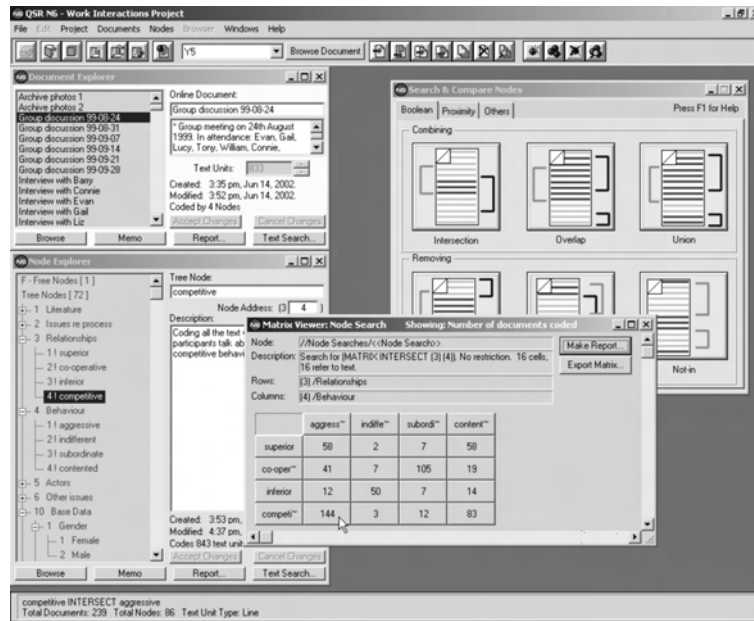 QSR N6 - Work Interactions Project
File Edit Project Documents Nodes Browser Windows Help
Y5
Browse Document
Document Explorer
Archive photos 1
Archive photos 2
Group discussion 99-08-24
Group discussion 99-08-31
Group discussion 99-09-07
Group discussion 99-09-14
Group discussion 99-09-21
Group discussion 99-09-28
Interview with Barry
Interview with Connie
Interview with Evan
Interview with Gail
Interview with Liz
Online Document:
Group discussion 99-08-24
* Group meeting on 24th August
1999. In attendance: Evan, Gail,
Lucy, Tony, William, Connie,
Text Units: 833
Created: 3:35 pm, Jun 14, 2002.
Modified: 3:52 pm, Jun 14, 2002.
Coded by 4 Nodes
Accept Changes Cancel Changes
Browse Memo Report... Text Search...
Search & Compare Nodes
Boolean Proximity Others Press F1 for Help
Combining
Intersection Overlap Union
Removing
Not-in
Node Explorer
F - Free Nodes [ 1 ]
Tree Nodes [ 72 ]
1 Literature
2 Issues re process
3 Relationships
1 ! superior
2 ! co-operative
3 ! inferior
4 ! competitive
4 Behaviour
1 ! aggressive
2 ! indifferent
3 ! subordinate
4 ! contented
5 Actors
6 Other issues
10 Base Data
1 Gender
1 Female
2 Male
Tree Node:
competitive
Node Address: (3 4 )
Description:
Coding all the text
participants talk ab
competitive behavi
Created: 3:53 pm,
Modified: 4:37 pm,
Codes 843 text unit
Accept Changes Cancel Changes
Browse Memo Report... Text Search...
Matrix Viewer: Node Search Showing: Number of documents coded
Node: //Node Searches/<<Node Search>>
Description: Search for (MATRIX INTERSECT (3) (4)). No restriction. 16 cells,
16 refer to text.
Rows: (3) /Relationships
Columns: (4) /Behaviour
Make Report...
Export Matrix...
aggress~ indiffe~ subordi~ content~
superior 58 2 7 58
co-oper~ 41 7 105 19
inferior 12 50 7 14
competi~ 144 3 12 83
competitive INTERSECT aggressive
Total Documents: 239 Total Nodes: 86 Text Unit Type: Line